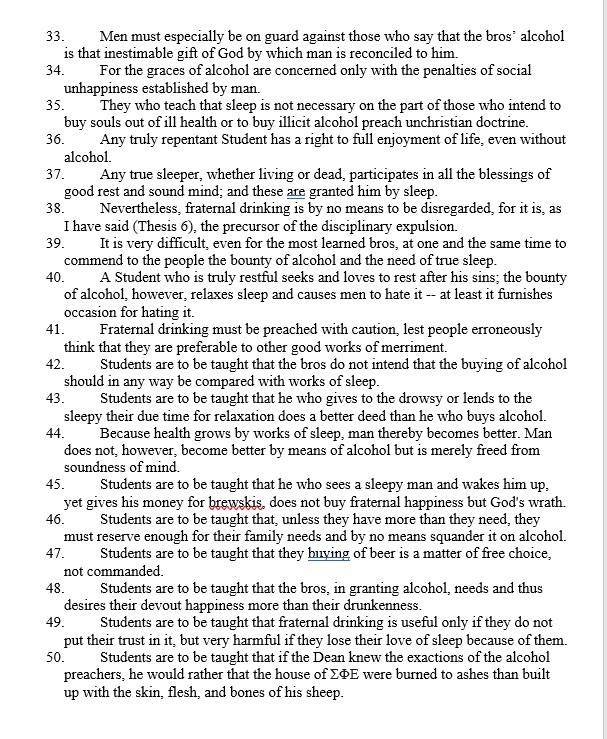 33. Men must especially be on guard against those who say that the bros’ alcohol
is that inestimable gift of God by which man is reconciled to him.
34. For the graces of alcohol are concerned only with the penalties of social
unhappiness established by man.
35. They who teach that sleep is not necessary on the part of those who intend to
buy souls out of ill health or to buy illicit alcohol preach unchristian doctrine.
36. Any truly repentant Student has a right to full enjoyment of life, even without
alcohol.
37. Any true sleeper, whether living or dead, participates in all the blessings of
good rest and sound mind; and these are granted him by sleep.
38. Nevertheless, fraternal drinking is by no means to be disregarded, for it is, as
I have said (Thesis 6), the precursor of the disciplinary expulsion.
39. It is very difficult, even for the most learned bros, at one and the same time to
commend to the people the bounty of alcohol and the need of true sleep.
40. A Student who is truly restful seeks and loves to rest after his sins; the bounty
of alcohol, however, relaxes sleep and causes men to hate it -- at least it furnishes
occasion for hating it.
41. Fraternal drinking must be preached with caution, lest people erroneously
think that they are preferable to other good works of merriment.
42. Students are to be taught that the bros do not intend that the buying of alcohol
should in any way be compared with works of sleep.
43. Students are to be taught that he who gives to the drowsy or lends to the
sleepy their due time for relaxation does a better deed than he who buys alcohol.
44. Because health grows by works of sleep, man thereby becomes better. Man
does not, however, become better by means of alcohol but is merely freed from
soundness of mind.
45. Students are to be taught that he who sees a sleepy man and wakes him up,
yet gives his money for brewskis, does not buy fraternal happiness but God's wrath.
46. Students are to be taught that, unless they have more than they need, they
must reserve enough for their family needs and by no means squander it on alcohol.
47. Students are to be taught that they buying of beer is a matter of free choice,
not commanded.
48. Students are to be taught that the bros, in granting alcohol, needs and thus
desires their devout happiness more than their drunkenness.
49. Students are to be taught that fraternal drinking is useful only if they do not
put their trust in it, but very harmful if they lose their love of sleep because of them.
50. Students are to be taught that if the Dean knew the exactions of the alcohol
preachers, he would rather that the house of ΣΦΕ were burned to ashes than built
up with the skin, flesh, and bones of his sheep.